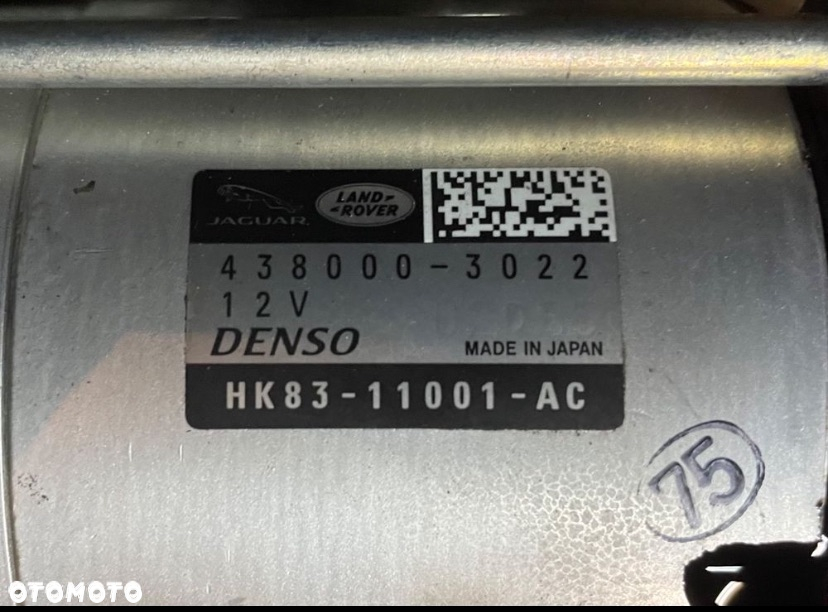 JAGUAR
LAND
ROVER
438000-3022
12V
DENSO
MADE IN JAPAN
HK83-11001-AC
75
OTOMOTO